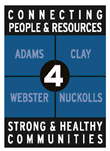 CONNECTING
PEOPLE & RESOURCES
ADAMS CLAY
4
WEBSTER NUCKOLLS
STRONG & HEALTHY
COMMUNITIES